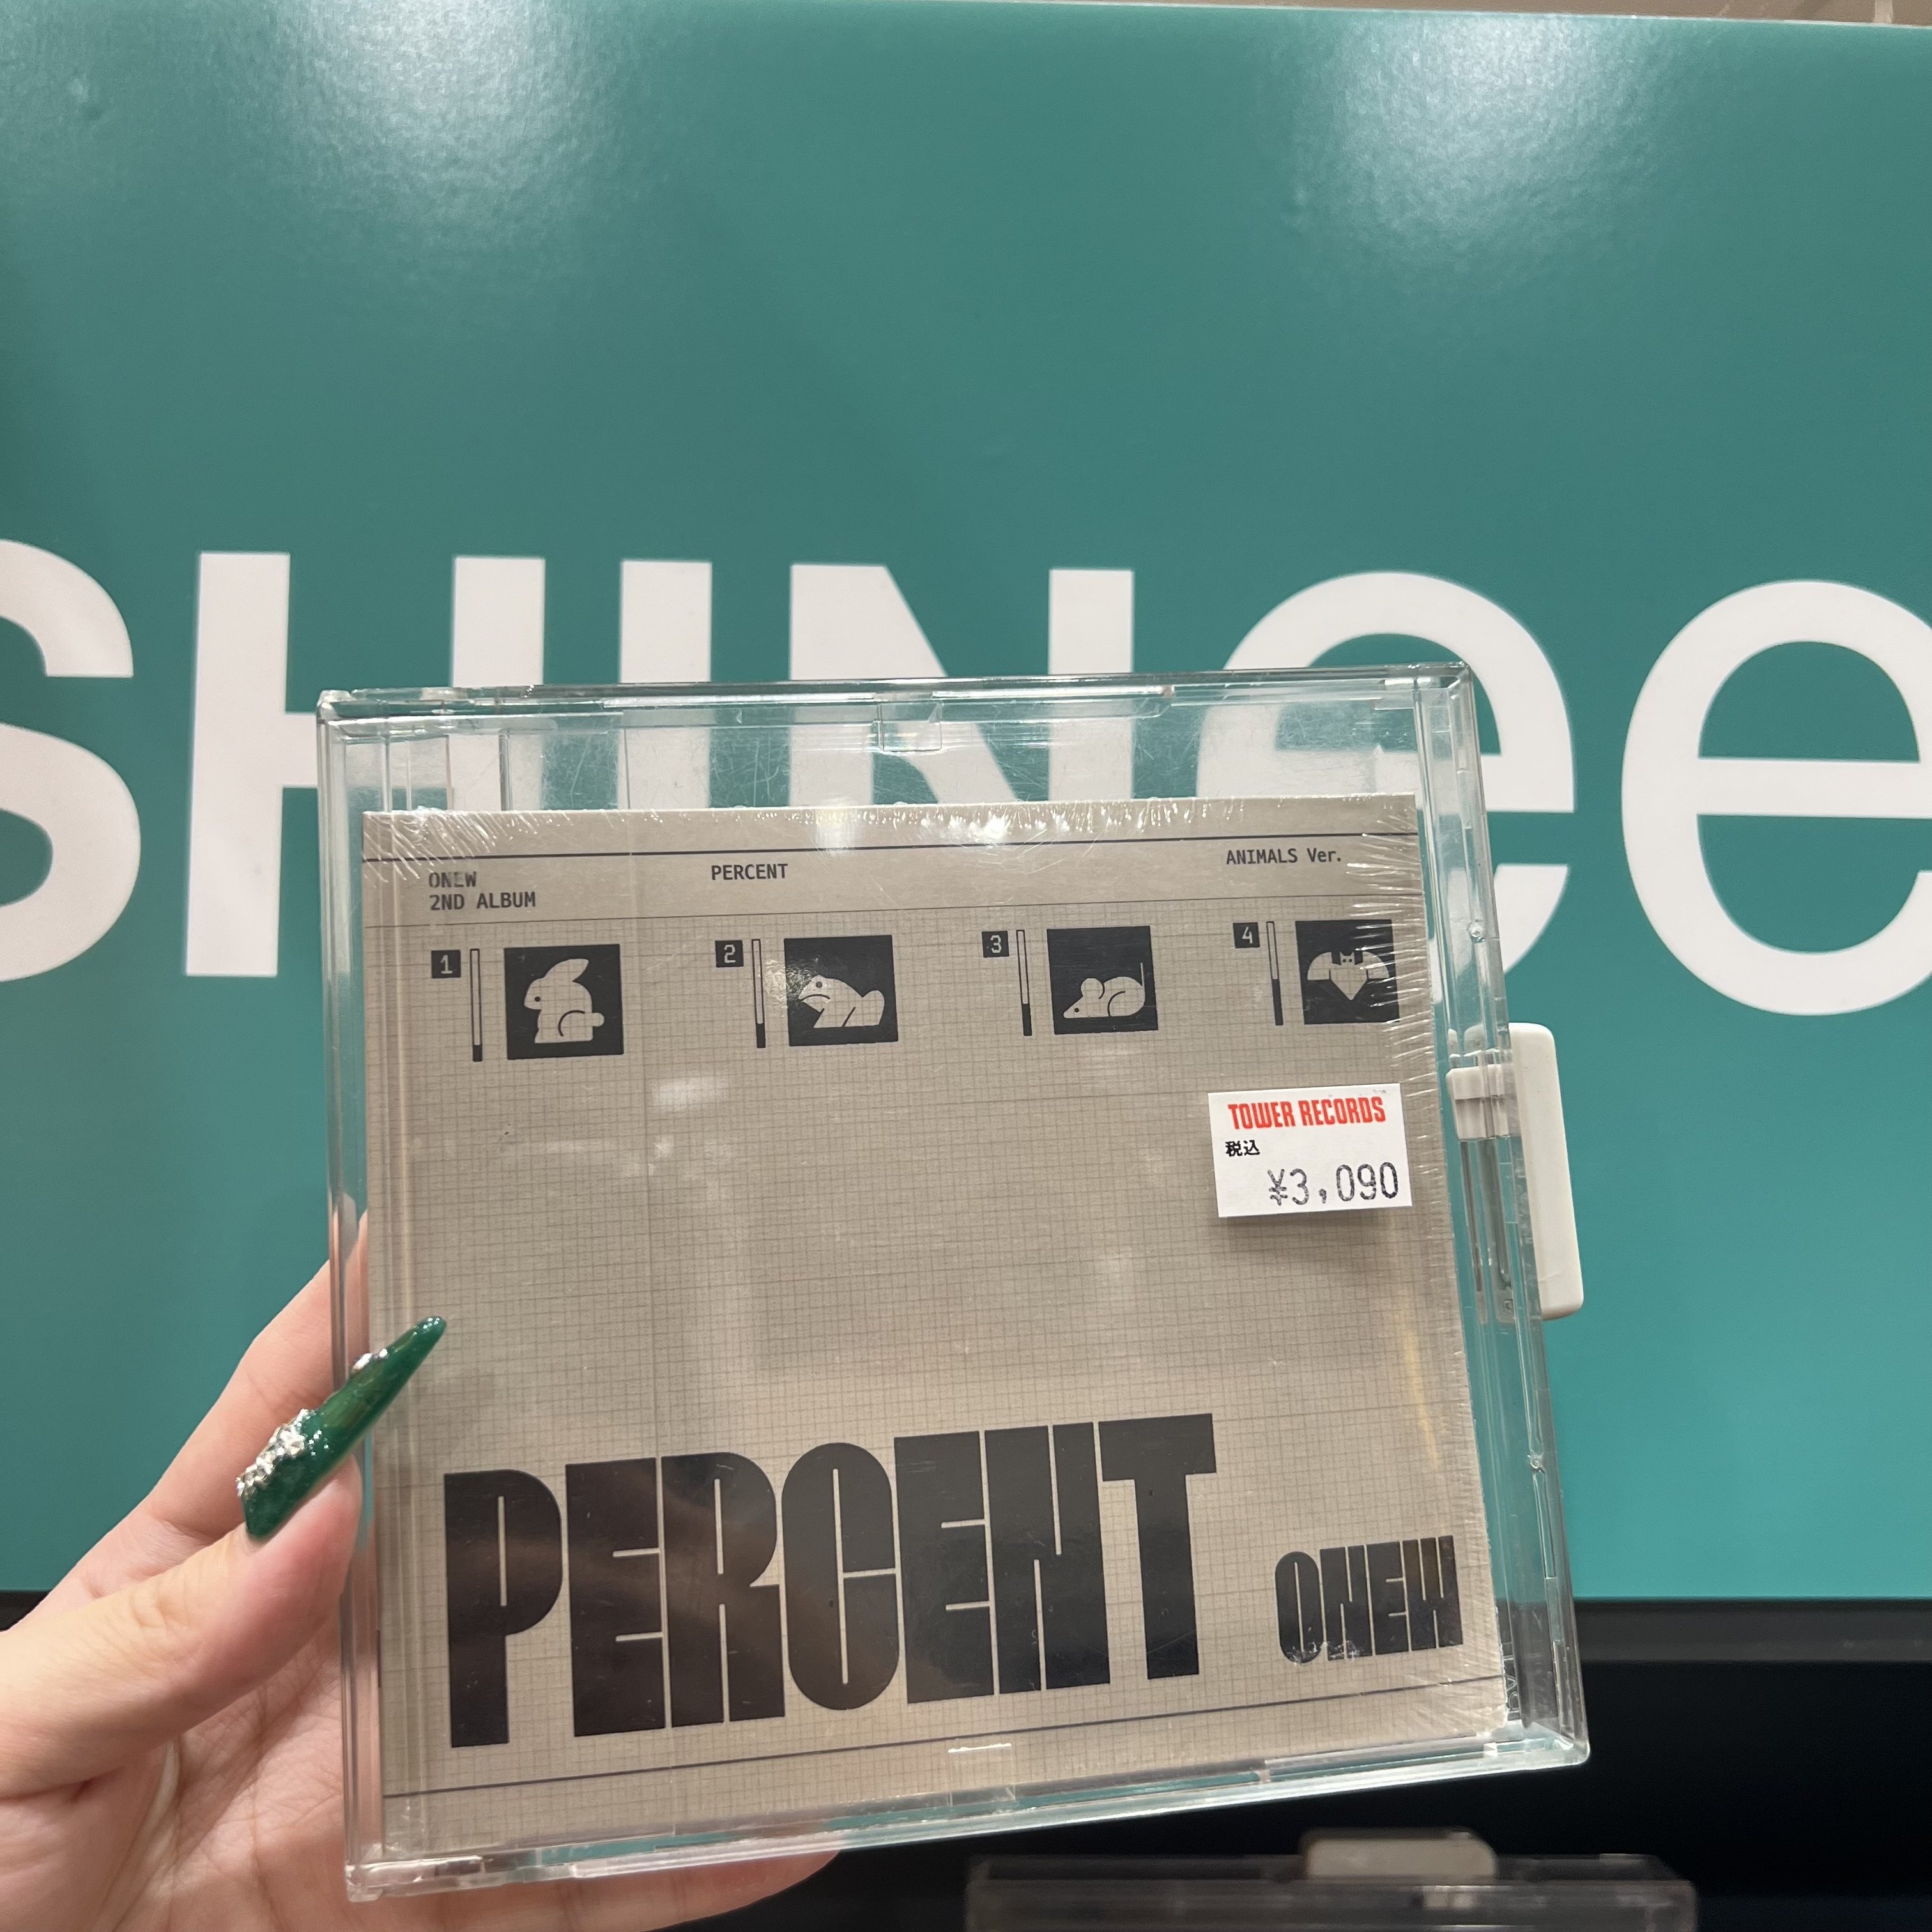 SHINee
ONEW
2ND ALBUM
PERCENT
ANIMALS Ver.
1
2
3
4
TOWER RECORDS
税込
¥3,090
PERCENT
ONEW